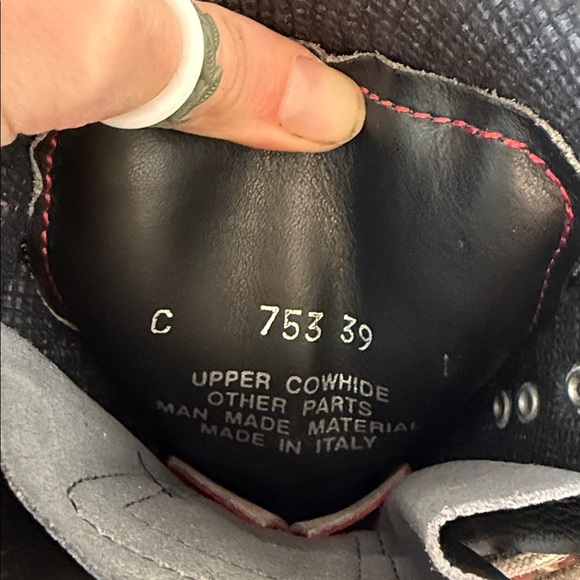 C 753 39
UPPER COWHIDE
OTHER PARTS
MAN MADE MATERIAL
MADE IN ITALY